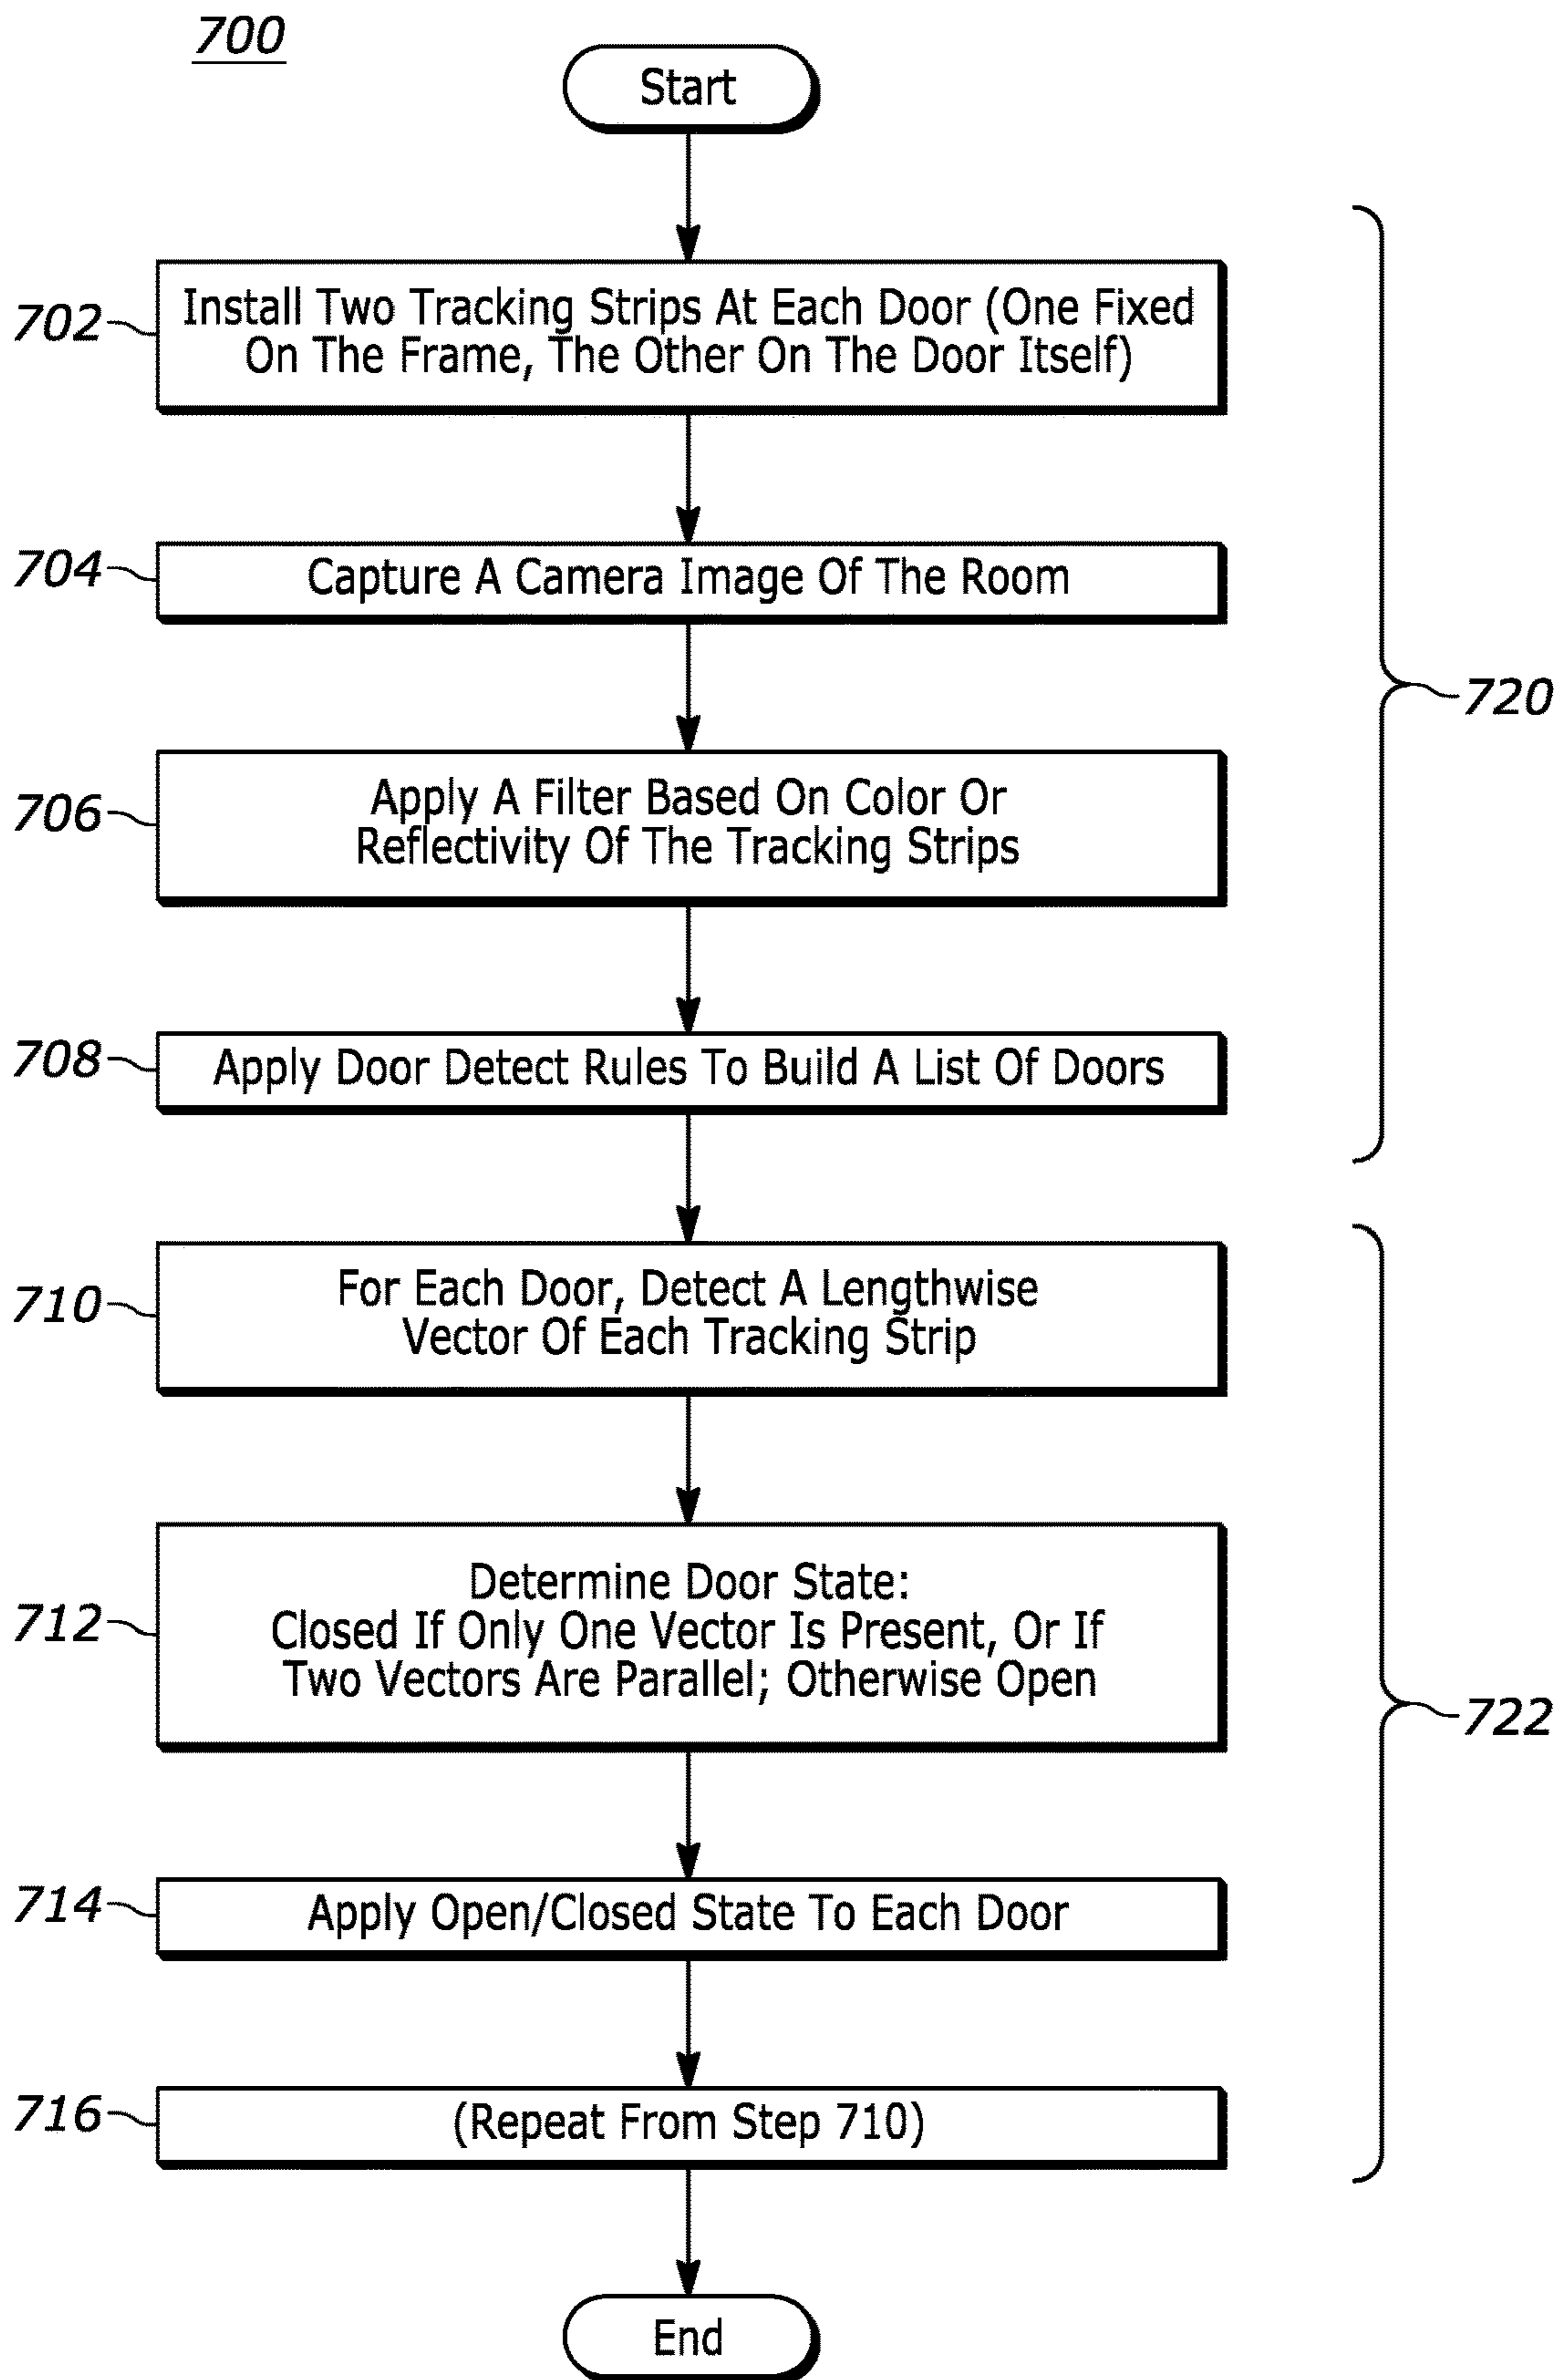 700
Start
702
Install Two Tracking Strips At Each Door (One Fixed
On The Frame, The Other On The Door Itself)
704
Capture A Camera Image Of The Room
720
706
Apply A Filter Based On Color Or
Reflectivity Of The Tracking Strips
708
Apply Door Detect Rules To Build A List Of Doors
710
For Each Door, Detect A Lengthwise
Vector Of Each Tracking Strip
712
Determine Door State:
Closed If Only One Vector Is Present, Or If
Two Vectors Are Parallel; Otherwise Open
722
714
Apply Open/Closed State To Each Door
716
(Repeat From Step 710)
End